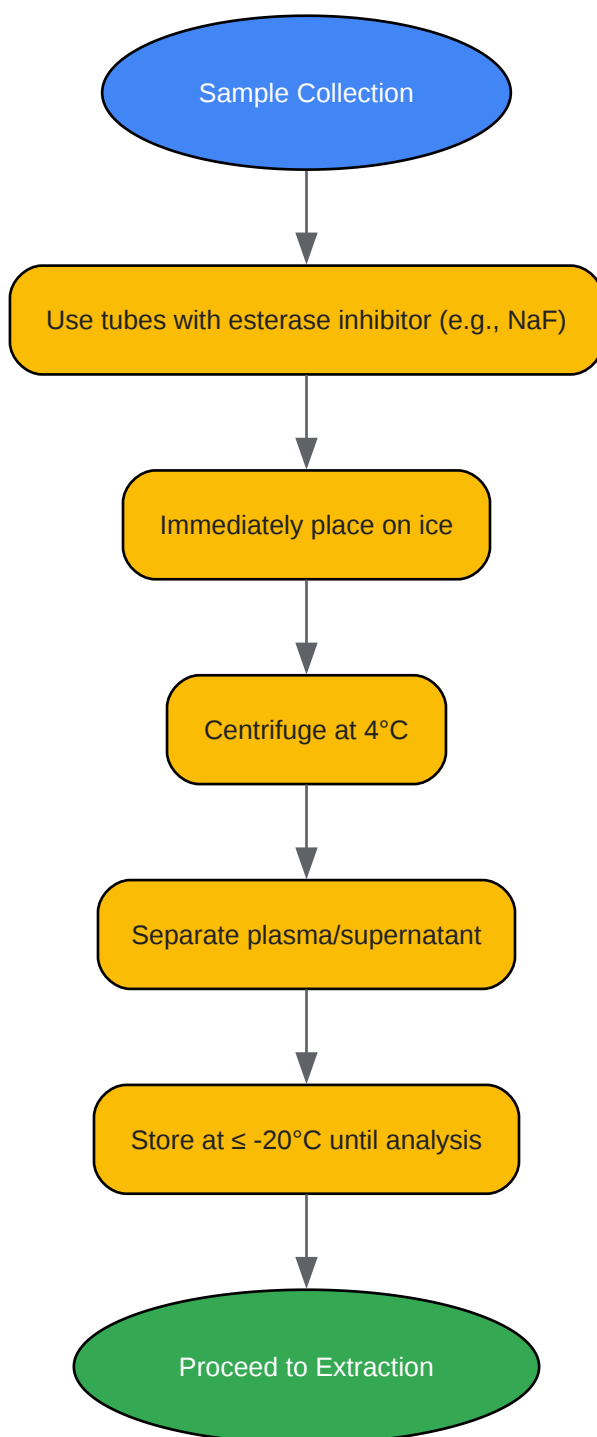 Sample Collection
Use tubes with esterase inhibitor (e.g., NaF)
Immediately place on ice
Centrifuge at 4°C
Separate plasma/supernatant
Store at ≤ -20°C until analysis
Proceed to Extraction